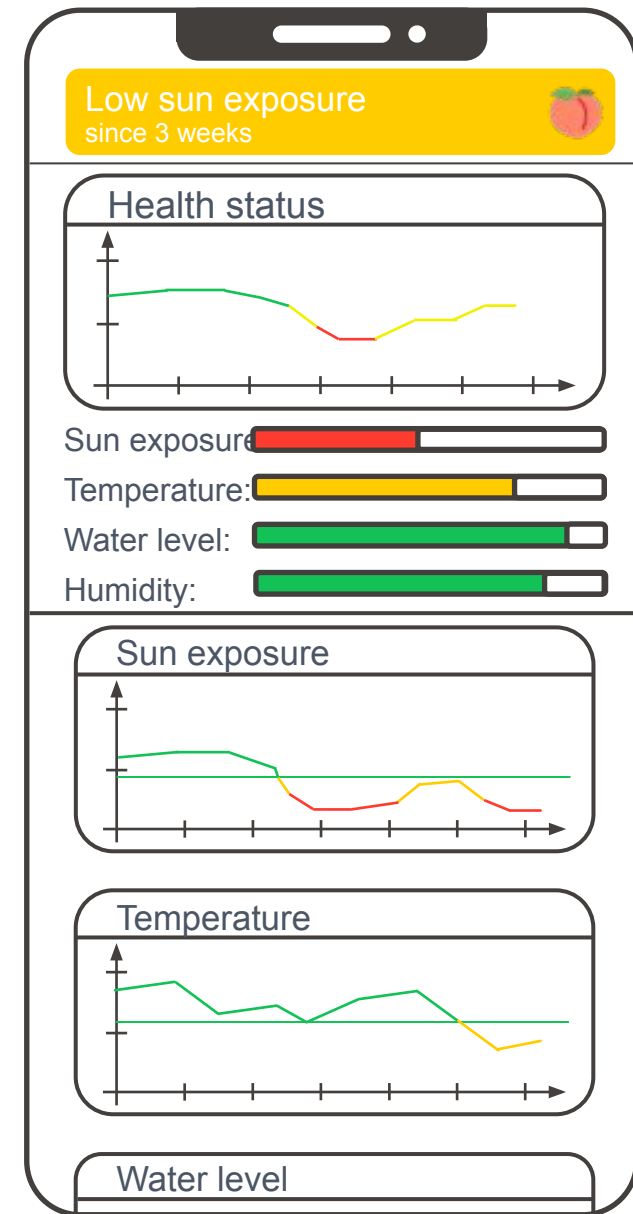 Low sun exposure
since 3 weeks
Health status
Sun exposure
Temperature:
Water level:
Humidity:
Sun exposure
Temperature
Water level